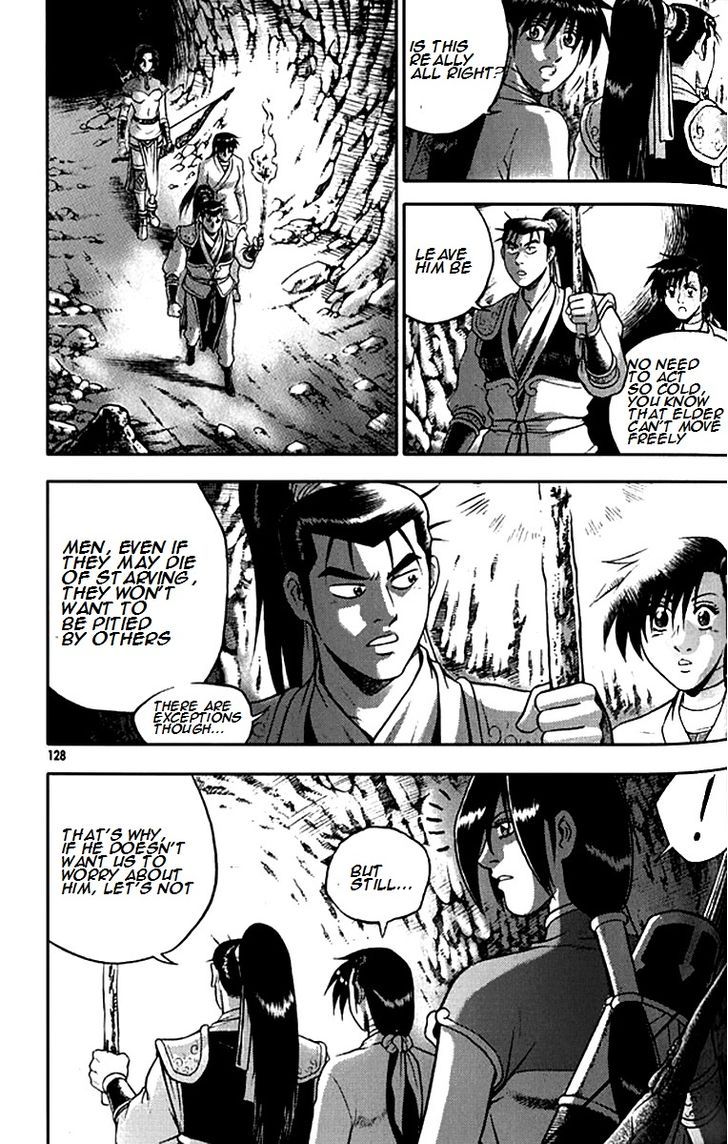 IS THIS
REALLY
ALL RIGHT?
LEAVE
HIM BE
NO NEED
TO ACT
SO COLD,
YOU KNOW
THAT ELDER
CAN'T MOVE
FREELY
MEN, EVEN IF
THEY MAY DIE
OF STARVING,
THEY WON'T
WANT TO
BE PITIED
BY OTHERS
THERE ARE
EXCEPTIONS
THOUGH...
128
THAT'S WHY,
IF HE DOESN'T
WANT US TO
WORRY ABOUT
HIM, LET'S NOT
BUT
STILL...
!